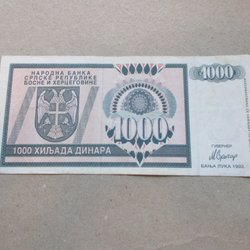 НАРОДНА БАНКА
СРПСКЕ РЕПУБЛИКЕ
БОСНЕ И ХЕРЦЕГОВИНЕ
1000
1000
1000 ХИЉАДА ДИНАРА
ГУВЕРНЕР
БАЊА ЛУКА 1992.